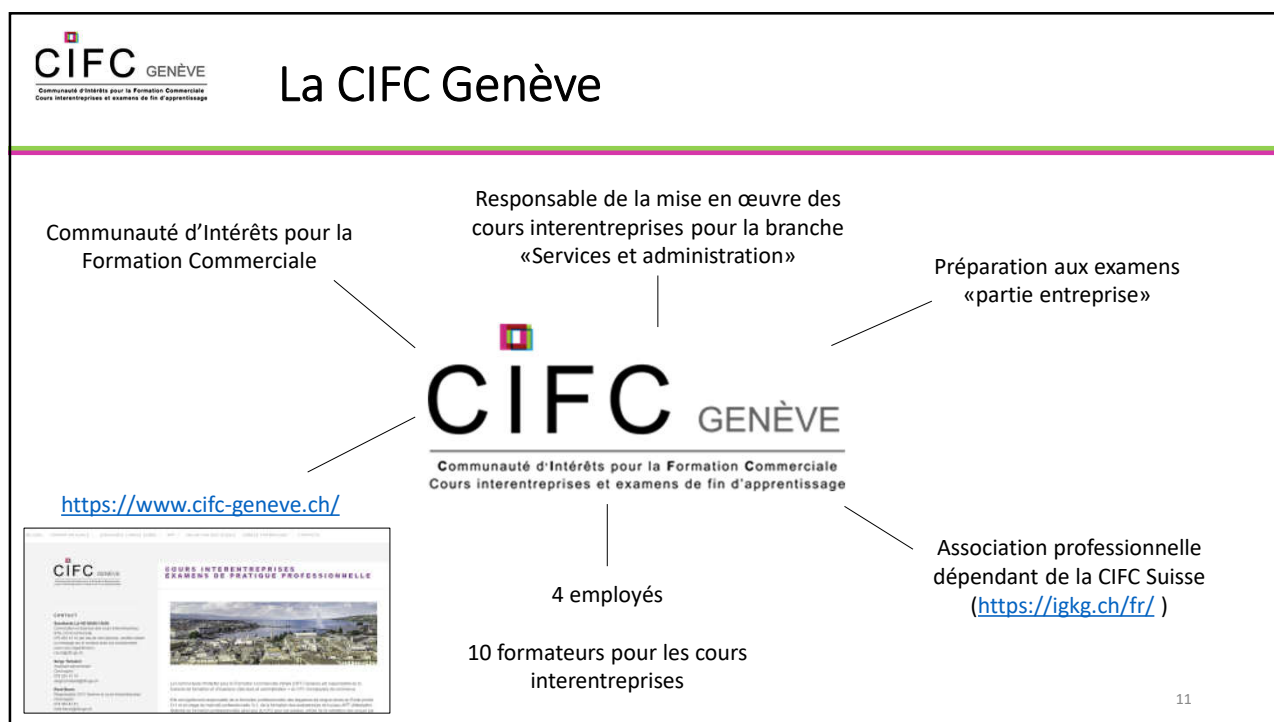 CIFC GENÈVE
Communauté d'Intérêts pour la Formation Commerciale
Cours interentreprises et examens de fin d'apprentissage
La CIFC Genève
Communauté d'Intérêts pour la
Formation Commerciale
Responsable de la mise en œuvre des
cours interentreprises pour la branche
«Services et administration»
Préparation aux examens
«partie entreprise»
CIFC GENÈVE
Communauté d'Intérêts pour la Formation Commerciale
Cours interentreprises et examens de fin d'apprentissage
https://www.cifc-geneve.ch/
CIFC
COURS INTERENTREPRISES
EXAMENS DE PRATIQUE PROFESSIONNELLE
CONTACT
4 employés
10 formateurs pour les cours
interentreprises
Association professionnelle
dépendant de la CIFC Suisse
(https://igkg.ch/fr/ )
11